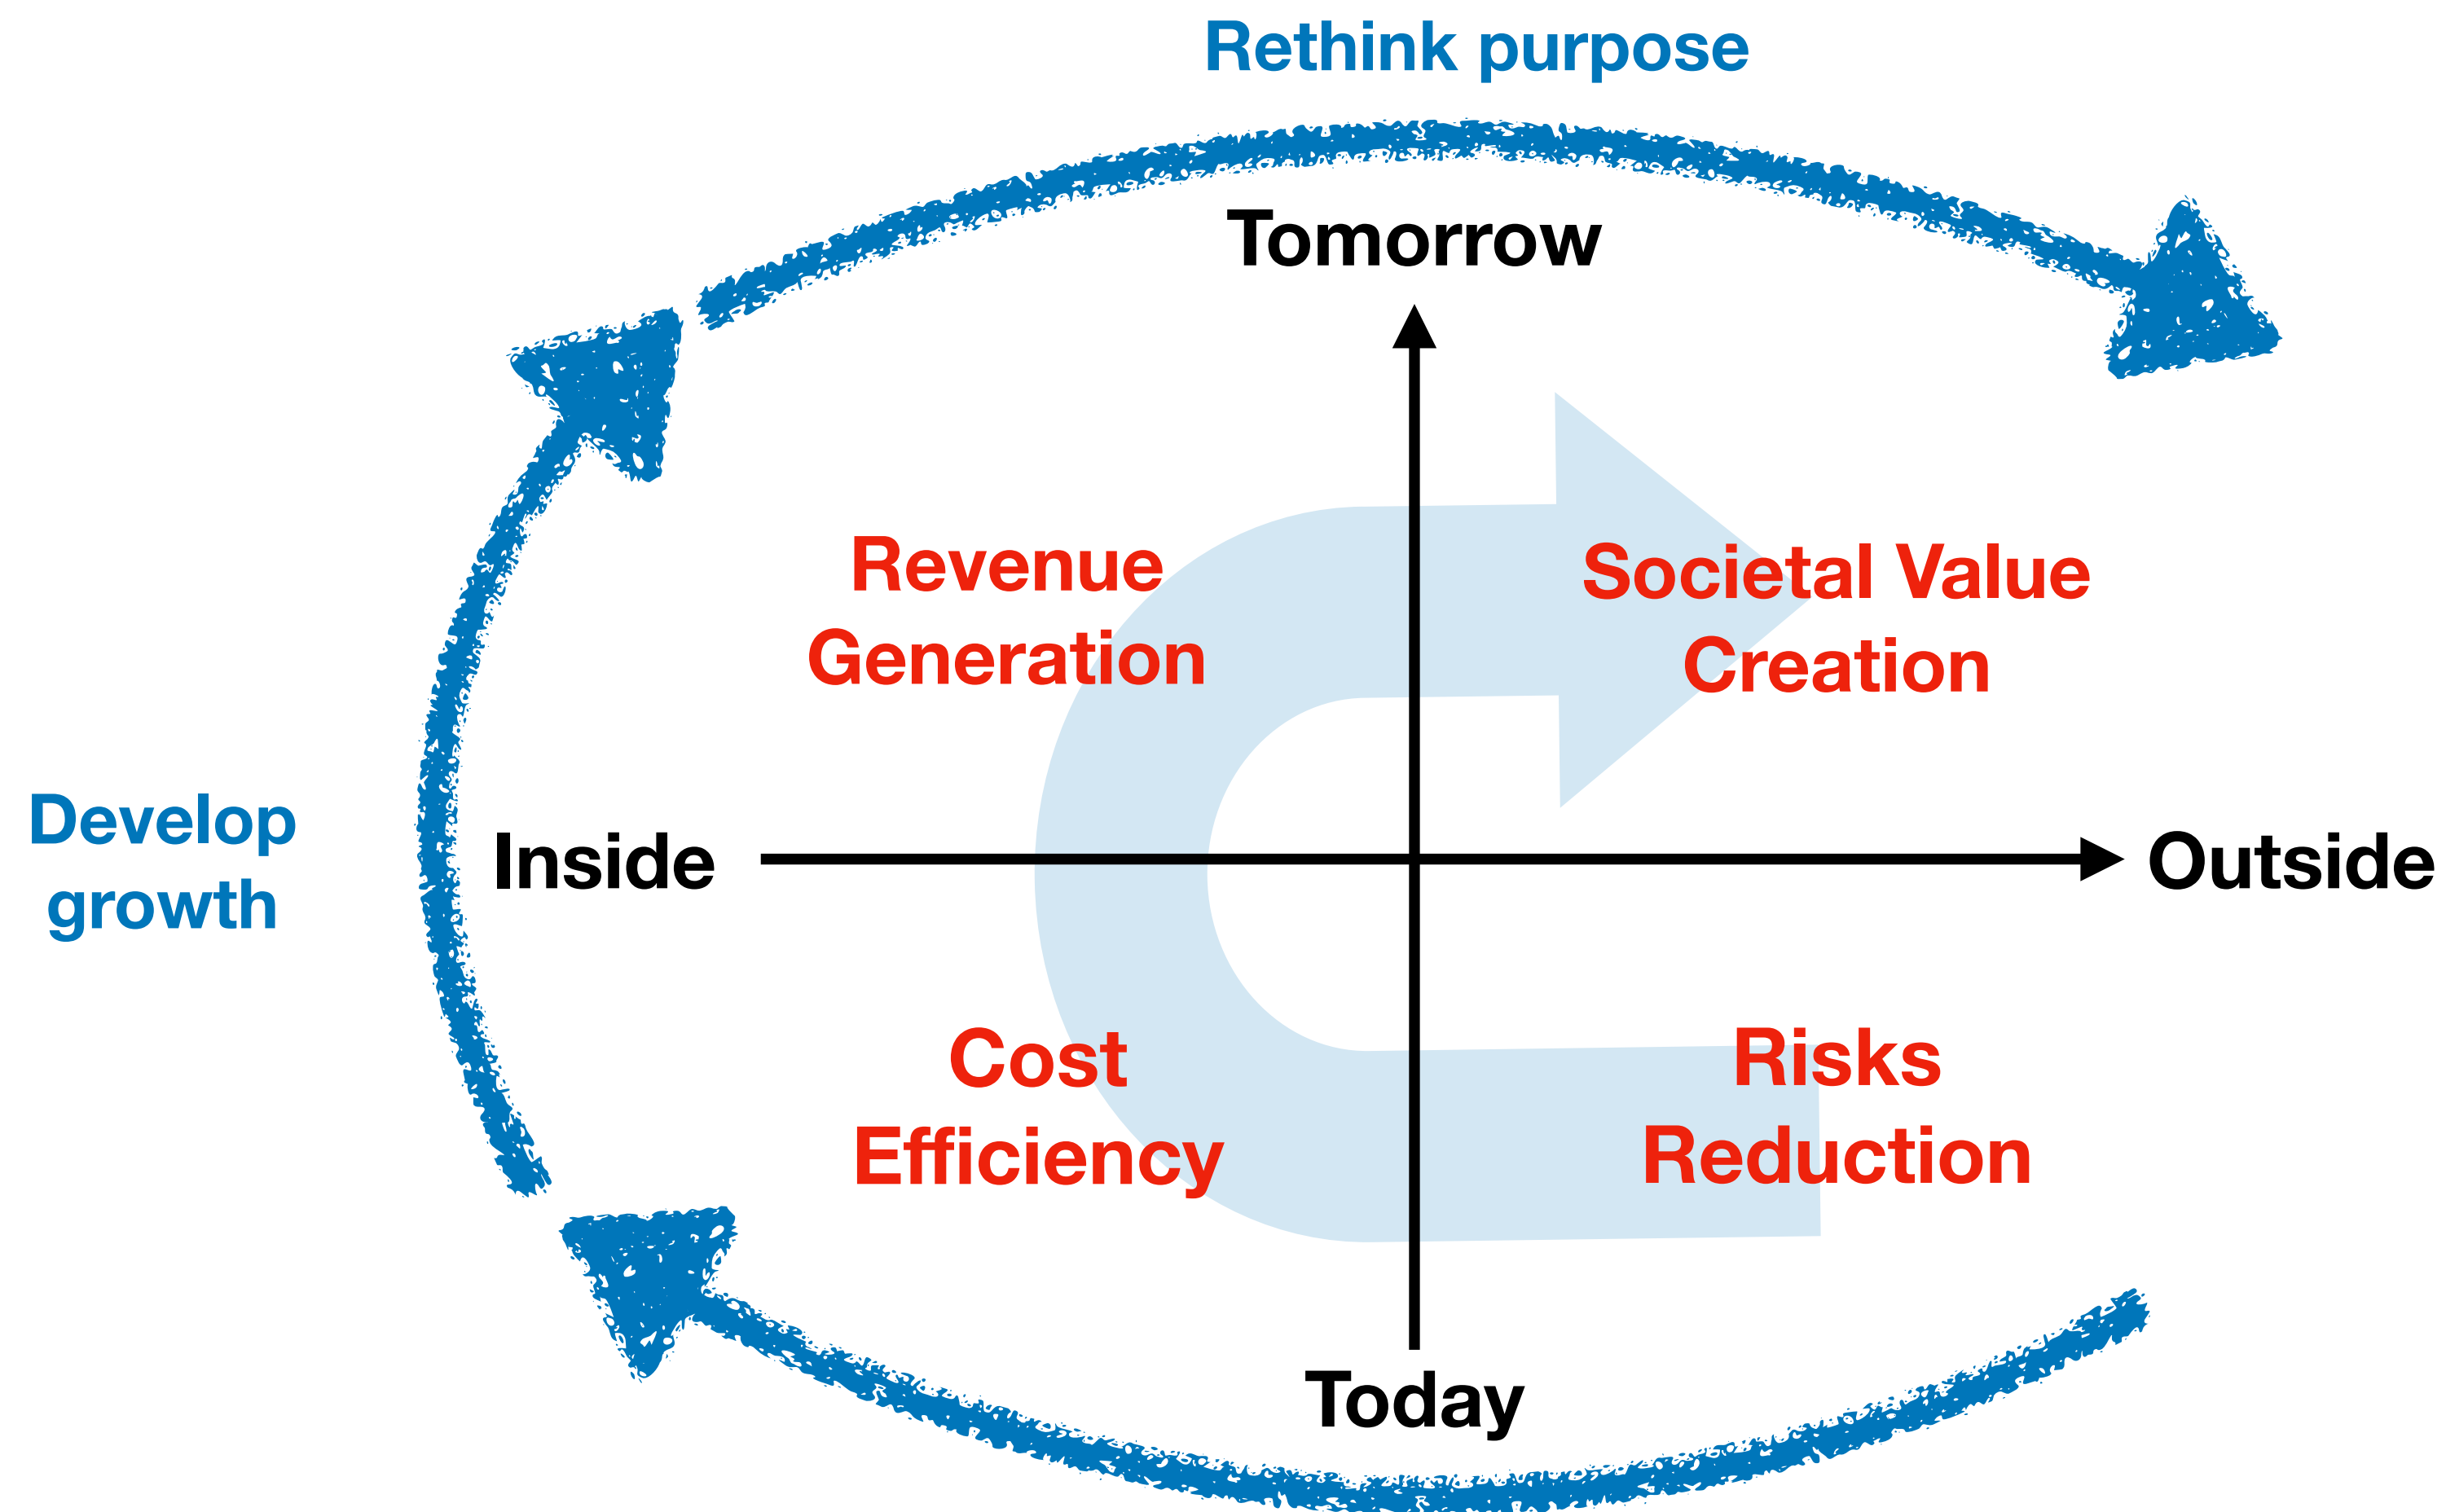 Rethink purpose
Tomorrow
Revenue
Generation
Societal Value
Creation
Develop
growth
Inside
Outside
Cost
Efficiency
Risks
Reduction
Today